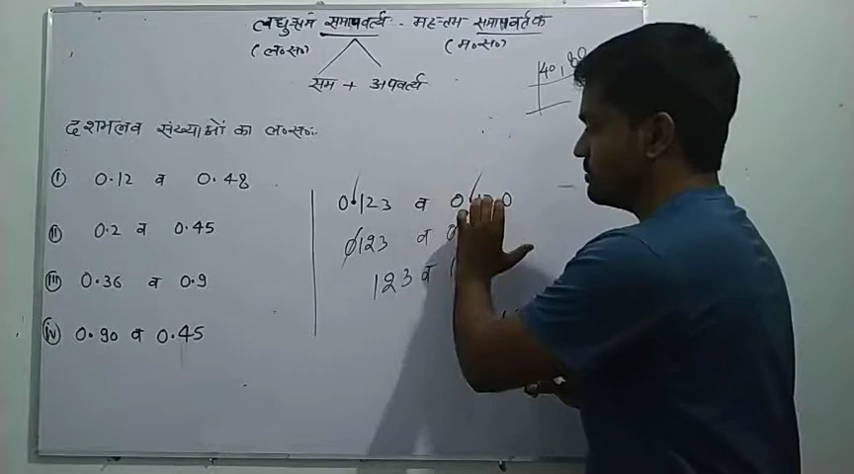 लघुत्तम समापवर्त्य - महत्तम समापवर्तक
(ल०स०) (म०स०)
सम + अपवर्त्य
40,
दशमलव संख्याओं का ल०स०:
(i) 0.12 व 0.48
(ii) 0.2 व 0.45
(iii) 0.36 व 0.9
(iv) 0.90 व 0.45
0.123 व
0123 व
123 व